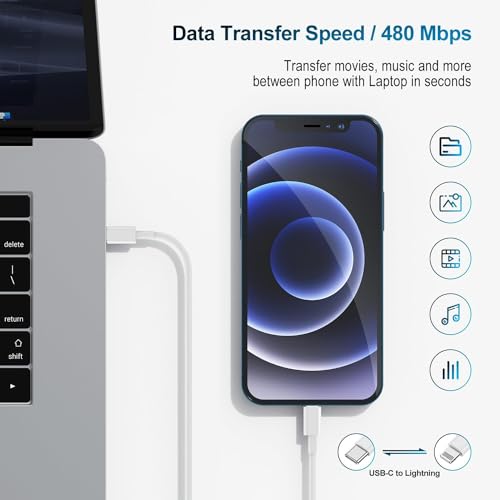 Data Transfer Speed / 480 Mbps
Transfer movies, music and more
between phone with Laptop in seconds
delete
| \
return
shift
USB-C to Lightning